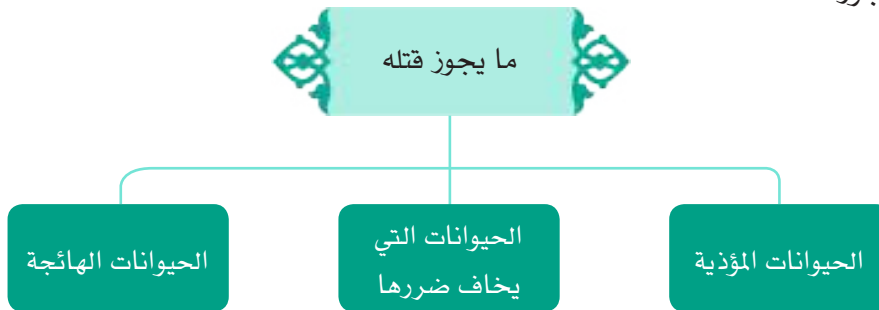 ما يجوز قتله
الحيوانات المؤذية
الحيوانات التي
يخاف ضررها
الحيوانات الهائجة